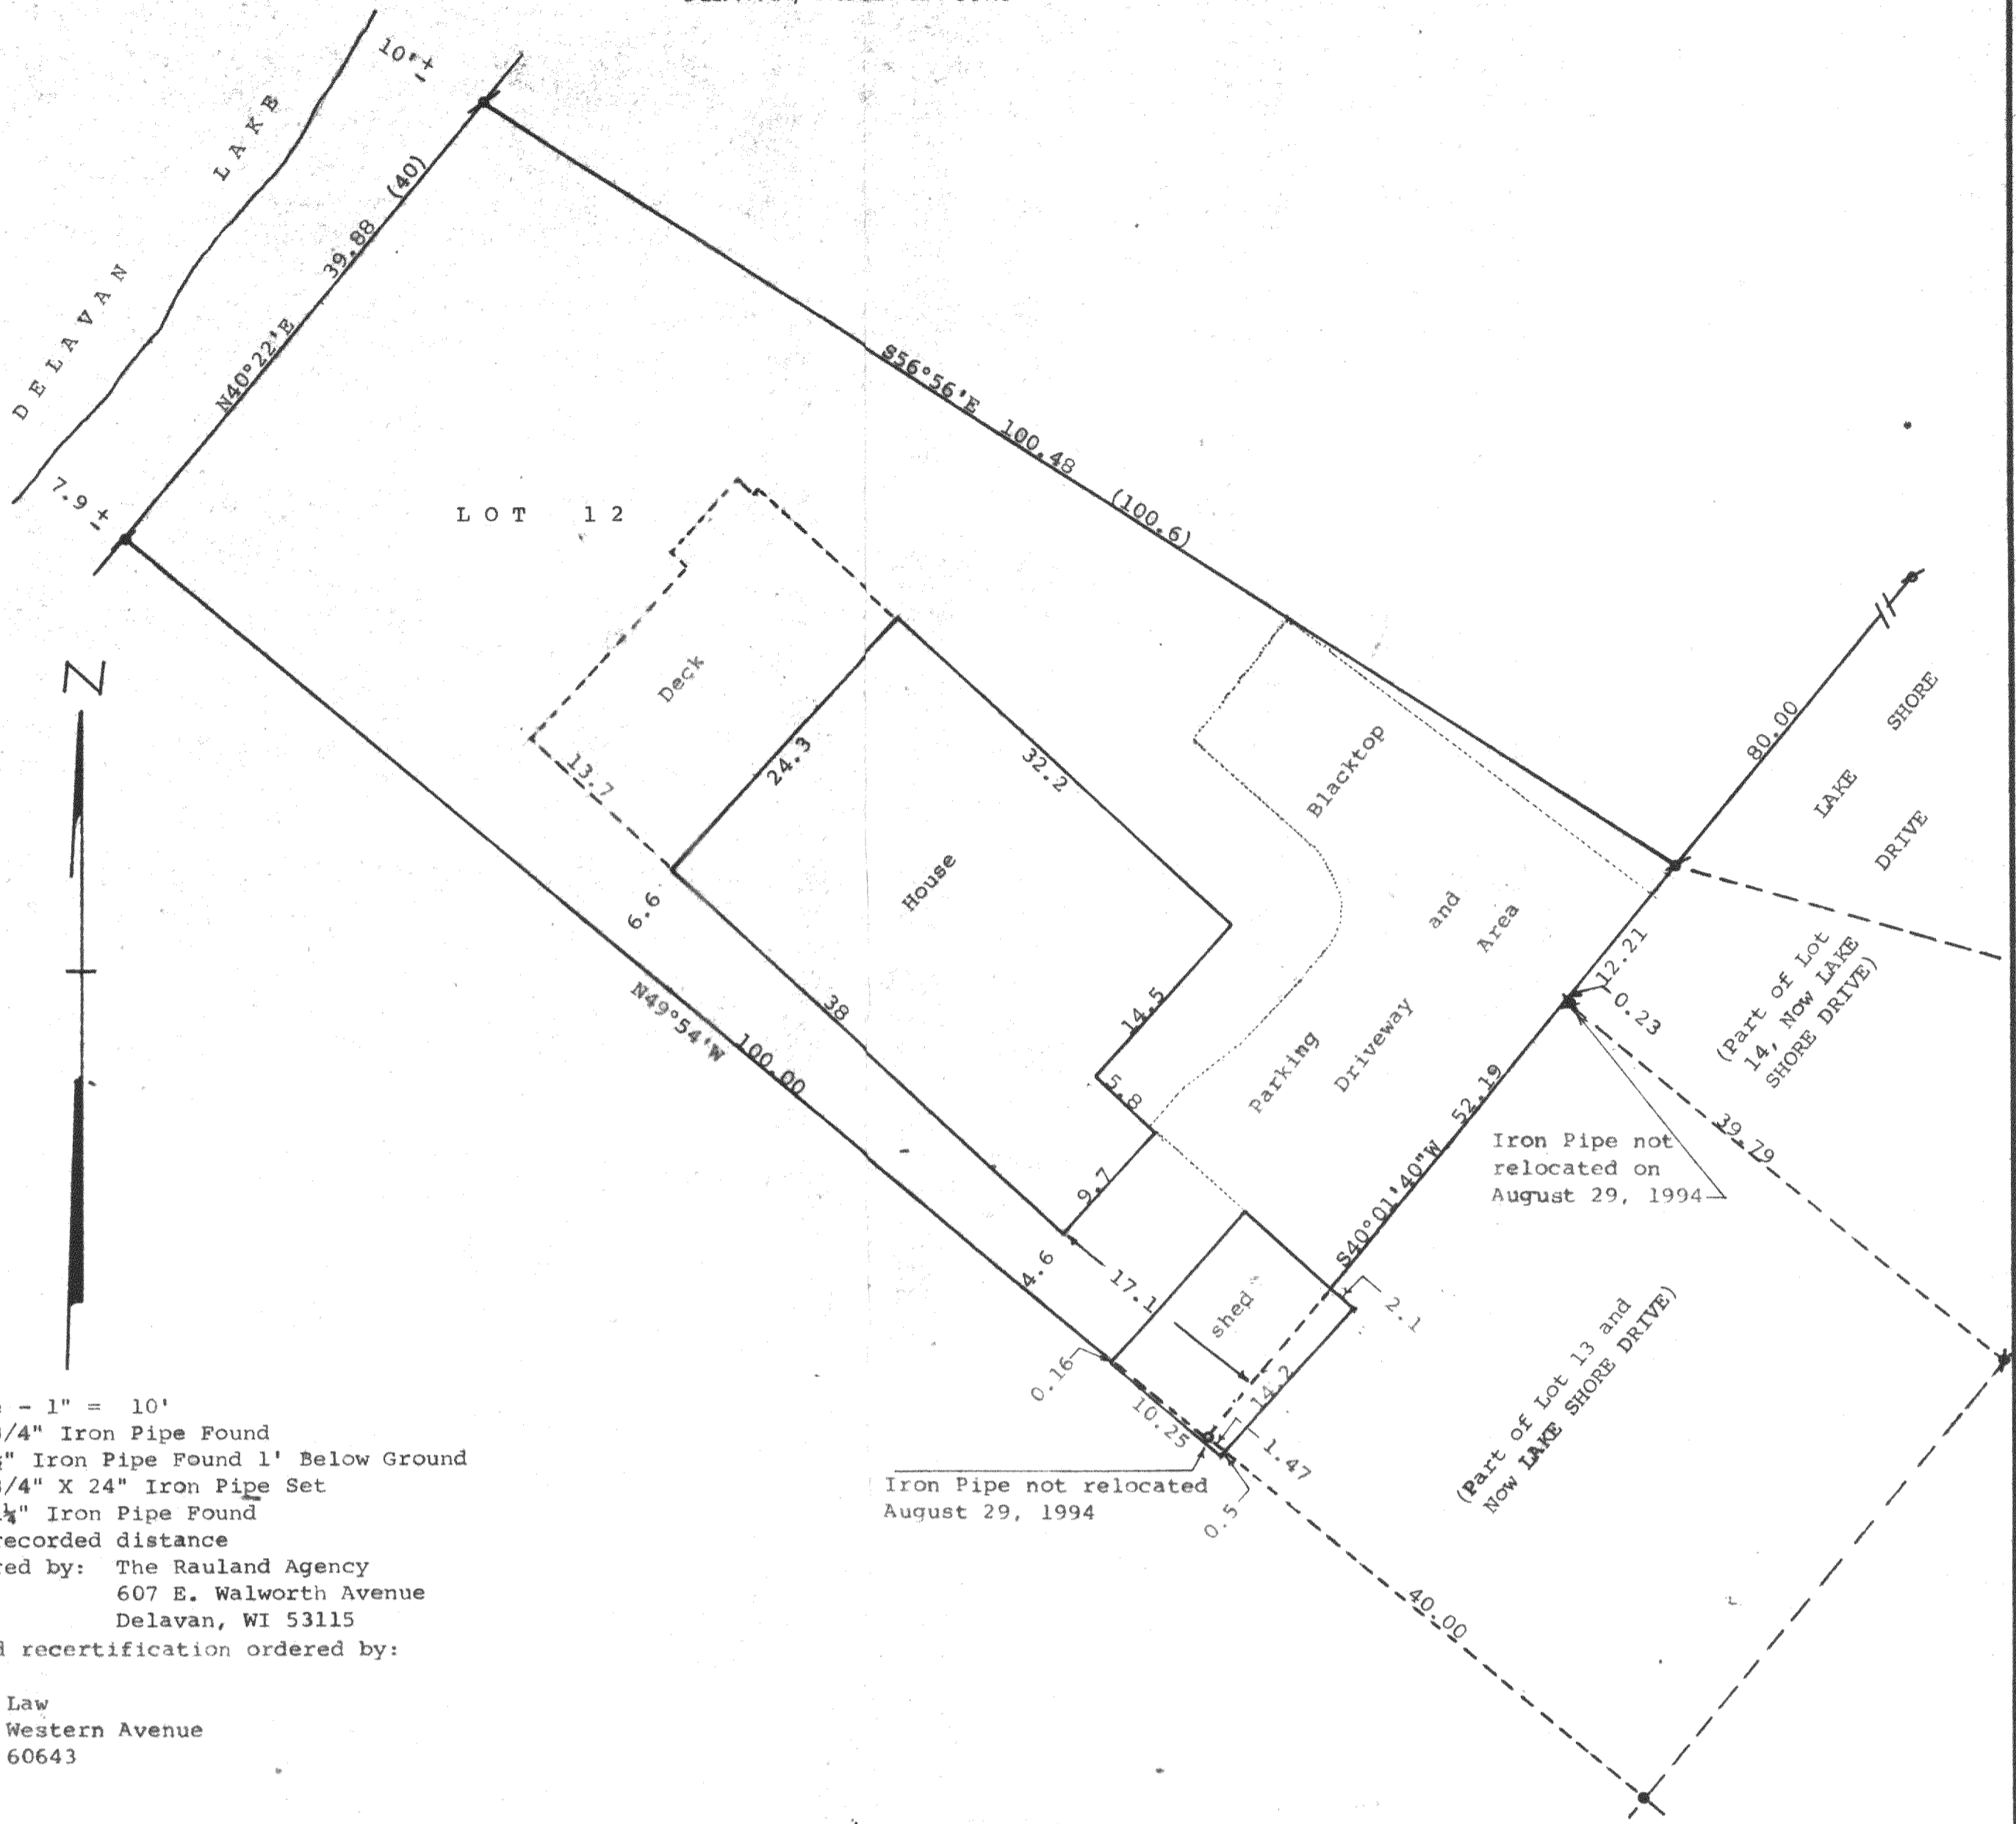 10'±
DELAVAN LAKE
39.88 (40)
N40°22'E
7.9 ±
LOT 12
S56°56'E 100.48 (100.6)
N
Deck
13.7
24.3
32.2
House
6.6
38
N49°54'W 100.00
14.5
5.8
9.7
4.6
17.1
Blacktop
Parking and
Driveway Area
80.00
LAKE SHORE
DRIVE
12.21
0.23
(Part of Lot
14, Now LAKE
SHORE DRIVE)
S40°01'40"W 52.19
Iron Pipe not
relocated on
August 29, 1994
39.79
shed
2.1
14.2
0.16
10.25
1.47
0.5
Iron Pipe not relocated
August 29, 1994
(Part of Lot 13 and
Now LAKE SHORE DRIVE)
40.00
- 1" = 10'
/4" Iron Pipe Found
" Iron Pipe Found 1' Below Ground
/4" X 24" Iron Pipe Set
¼" Iron Pipe Found
recorded distance
red by: The Rauland Agency
607 E. Walworth Avenue
Delavan, WI 53115
d recertification ordered by:
Law
Western Avenue
60643